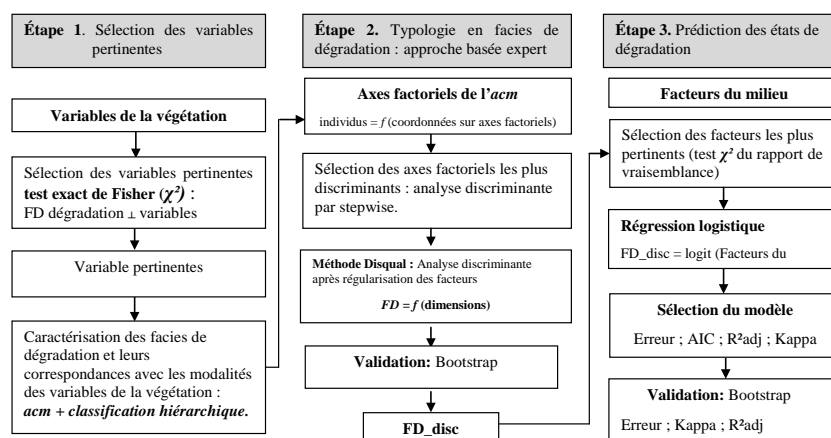 Étape 1. Sélection des variables
pertinentes
Variables de la végétation
Sélection des variables pertinentes
test exact de Fisher (χ²) :
FD dégradation ⊥ variables
Variable pertinentes
Caractérisation des facies de
dégradation et leurs
correspondances avec les modalités
des variables de la végétation :
acm + classification hiérarchique.
Étape 2. Typologie en facies de
dégradation : approche basée expert
Axes factoriels de l'acm
individus = f (coordonnées sur axes factoriels)
Sélection des axes factoriels les plus
discriminants : analyse discriminante
par stepwise.
Méthode Disqual : Analyse discriminante
après régularisation des facteurs
FD = f (dimensions)
Validation: Bootstrap
FD_disc
Étape 3. Prédiction des états de
dégradation
Facteurs du milieu
Sélection des facteurs les plus
pertinents (test χ² du rapport de
vraisemblance)
Régression logistique
FD_disc = logit (Facteurs du
Sélection du modèle
Erreur ; AIC ; R²adj ; Kappa
Validation: Bootstrap
Erreur ; Kappa ; R²adj